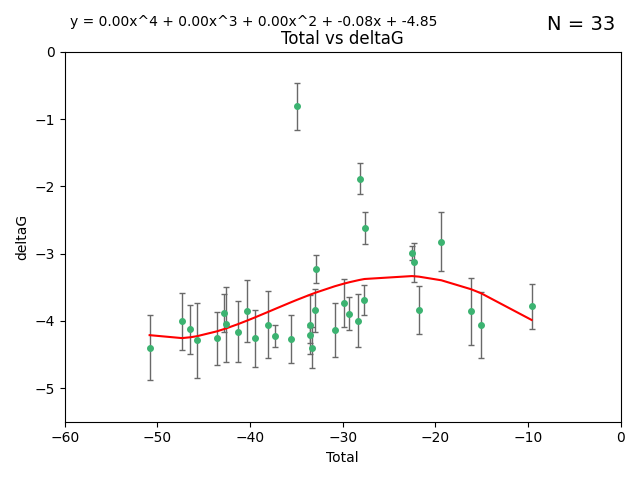 y = 0.00x^4 + 0.00x^3 + 0.00x^2 + -0.08x + -4.85
N = 33
Total vs deltaG
0
−1
−2
−3
−4
−5
deltaG
−60 −50 −40 −30 −20 −10 0
Total